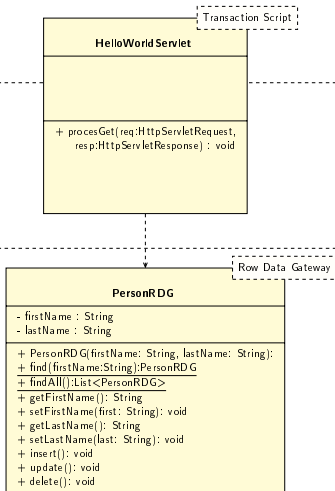 Transaction Script
HelloWorldServlet
+ procesGet(req:HttpServletRequest,
resp:HttpServletResponse) : void
Row Data Gateway
PersonRDG
- firstName : String
- lastName : String
+ PersonRDG(firstName: String, lastName: String):
+ find(firstName:String):PersonRDG
+ findAll():List<PersonRDG>
+ getFirstName(): String
+ setFirstName(first: String): void
+ getLastName(): String
+ setLastName(last: String): void
+ insert(): void
+ update(): void
+ delete(): void